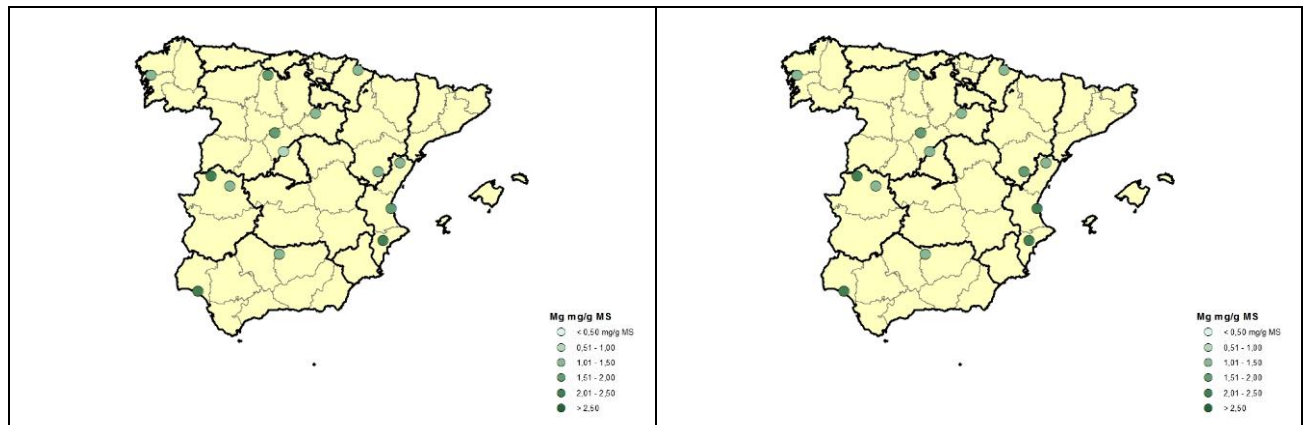 Mg mg/g MS
< 0,50 mg/g MS
0,51 - 1,00
1,01 - 1,50
1,51 - 2,00
2,01 - 2,50
> 2,50
Mg mg/g MS
< 0,50 mg/g MS
0,51 - 1,00
1,01 - 1,50
1,51 - 2,00
2,01 - 2,50
> 2,50